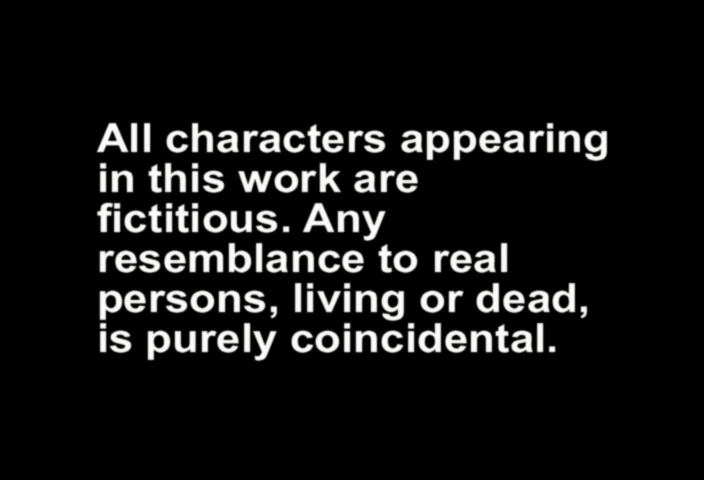 All characters appearing
in this work are
fictitious. Any
resemblance to real
persons, living or dead,
is purely coincidental.